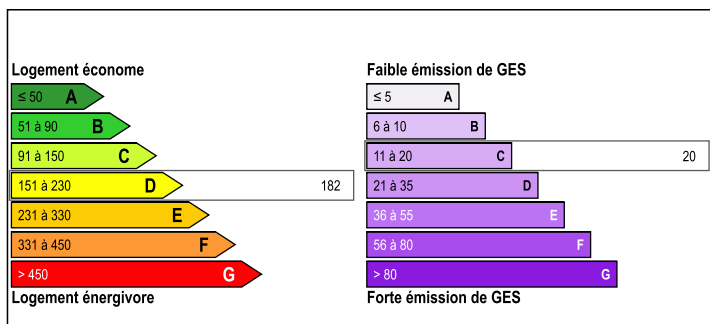 Logement économe
≤ 50 A
51 à 90 B
91 à 150 C
151 à 230 D 182
231 à 330 E
331 à 450 F
> 450 G
Logement énergivore
Faible émission de GES
≤ 5 A
6 à 10 B
11 à 20 C 20
21 à 35 D
36 à 55 E
56 à 80 F
> 80 G
Forte émission de GES